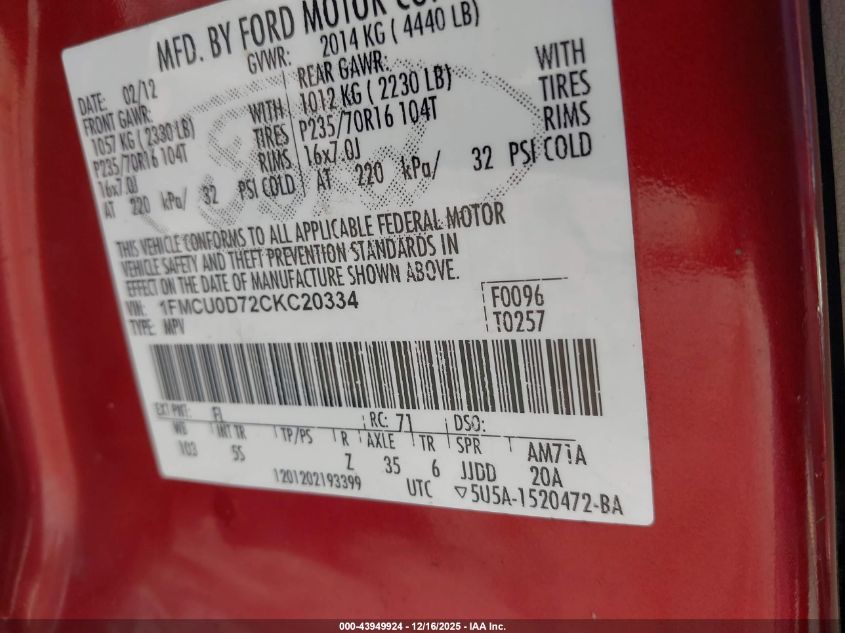 MFD. BY FORD MOTOR CO
GVWR: 2014 KG ( 4440 LB)
DATE: 02/12
FRONT GAWR:
1057 KG ( 2330 LB) WITH
P235/70R16 104T TIRES
16x7.0J RIMS
AT 220 kPa/ 32 PSI COLD
REAR GAWR: WITH
1012 KG ( 2230 LB) TIRES
P235/70R16 104T RIMS
16x7.0J
AT 220 kPa/ 32 PSI COLD
THIS VEHICLE CONFORMS TO ALL APPLICABLE FEDERAL MOTOR
VEHICLE SAFETY AND THEFT PREVENTION STANDARDS IN
EFFECT ON THE DATE OF MANUFACTURE SHOWN ABOVE.
VIN: 1FMCU0D72CKC20334
TYPE: MPV
F0096
T0257
EXT PNT: RC: 71 DSO:
WB INT TR TP/PS R AXLE TR SPR AM71A
103 5S Z 35 6 JJDD 20A
1201202193399 UTC ▽5U5A-1520472-BA
000-43949924 - 12/16/2025 - IAA Inc.